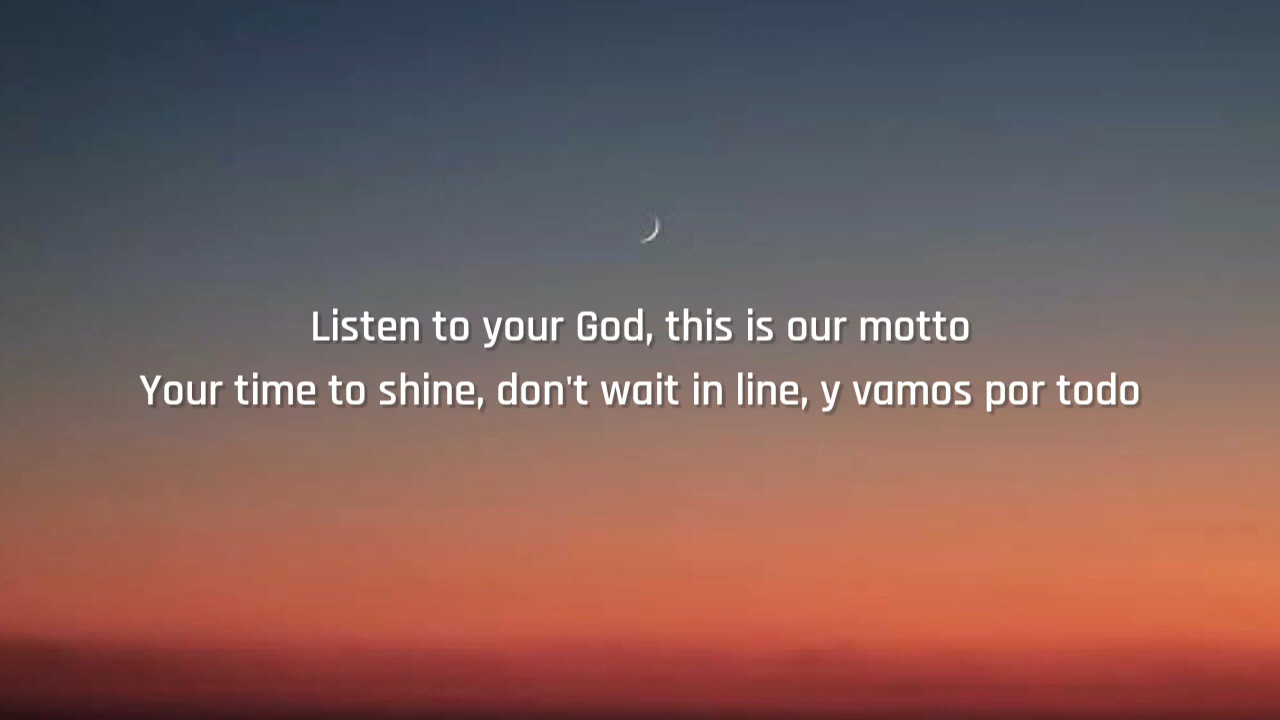 Listen to your God, this is our motto
Your time to shine, don't wait in line, y vamos por todo